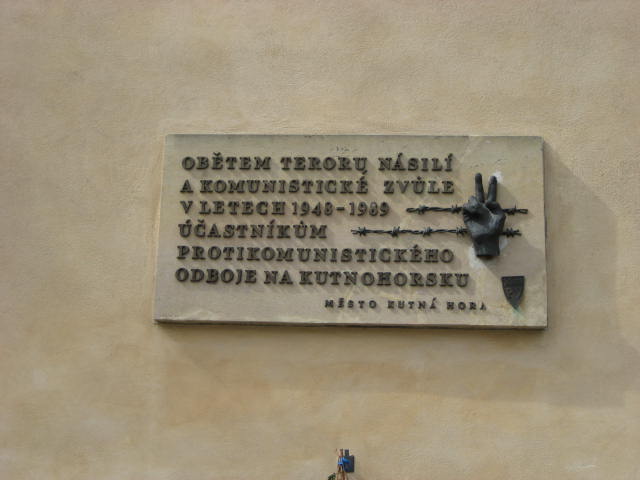 OBĚTEM TERORU NÁSILÍ
A KOMUNISTICKÉ ZVŮLE
V LETECH 1948-1989
ÚČASTNÍKŮM
PROTIKOMUNISTICKÉHO
ODBOJE NA KUTNOHORSKU
MĚSTO KUTNÁ HORA